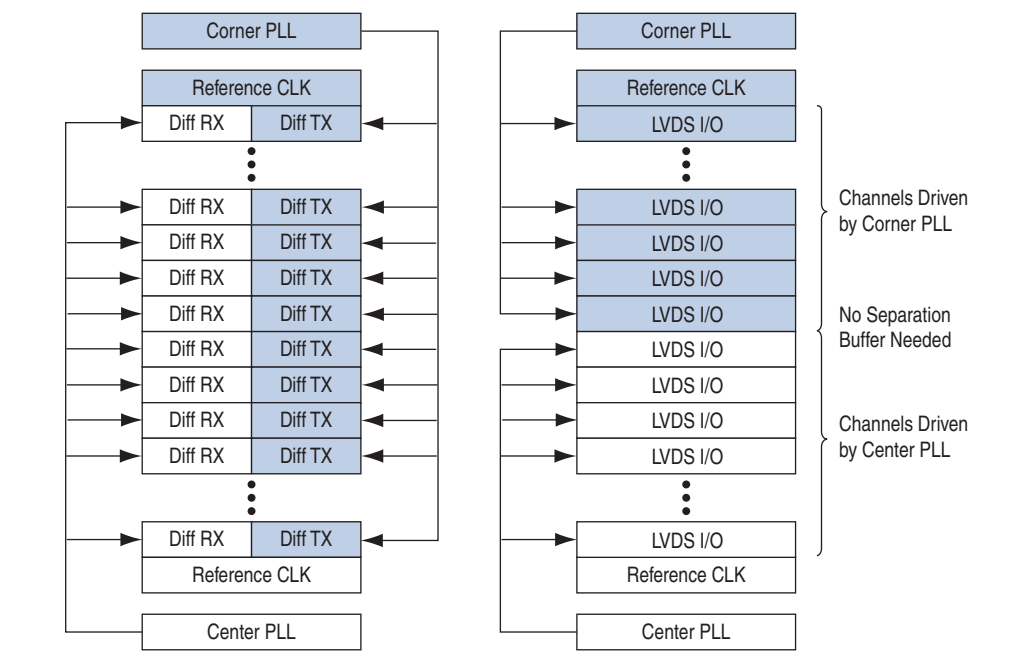 Corner PLL
Reference CLK
Diff RX Diff TX
Diff RX Diff TX
Diff RX Diff TX
Diff RX Diff TX
Diff RX Diff TX
Diff RX Diff TX
Diff RX Diff TX
Diff RX Diff TX
Diff RX Diff TX
Diff RX Diff TX
Reference CLK
Center PLL
Corner PLL
Reference CLK
LVDS I/O
LVDS I/O
LVDS I/O
LVDS I/O
LVDS I/O
LVDS I/O
LVDS I/O
LVDS I/O
LVDS I/O
LVDS I/O
Reference CLK
Center PLL
Channels Driven
by Corner PLL
No Separation
Buffer Needed
Channels Driven
by Center PLL